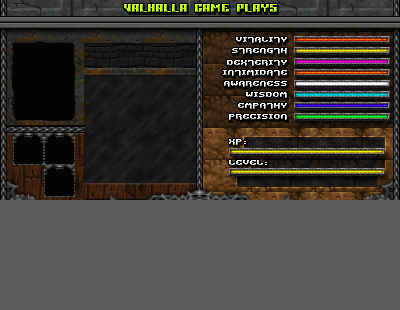 VALHALLA GAME PLAYS
VITALITY
STRENGTH
DEXTERITY
INTIMIDATE
AWARENESS
WISDOM
EMPATHY
PRECISION
XP:
LEVEL: